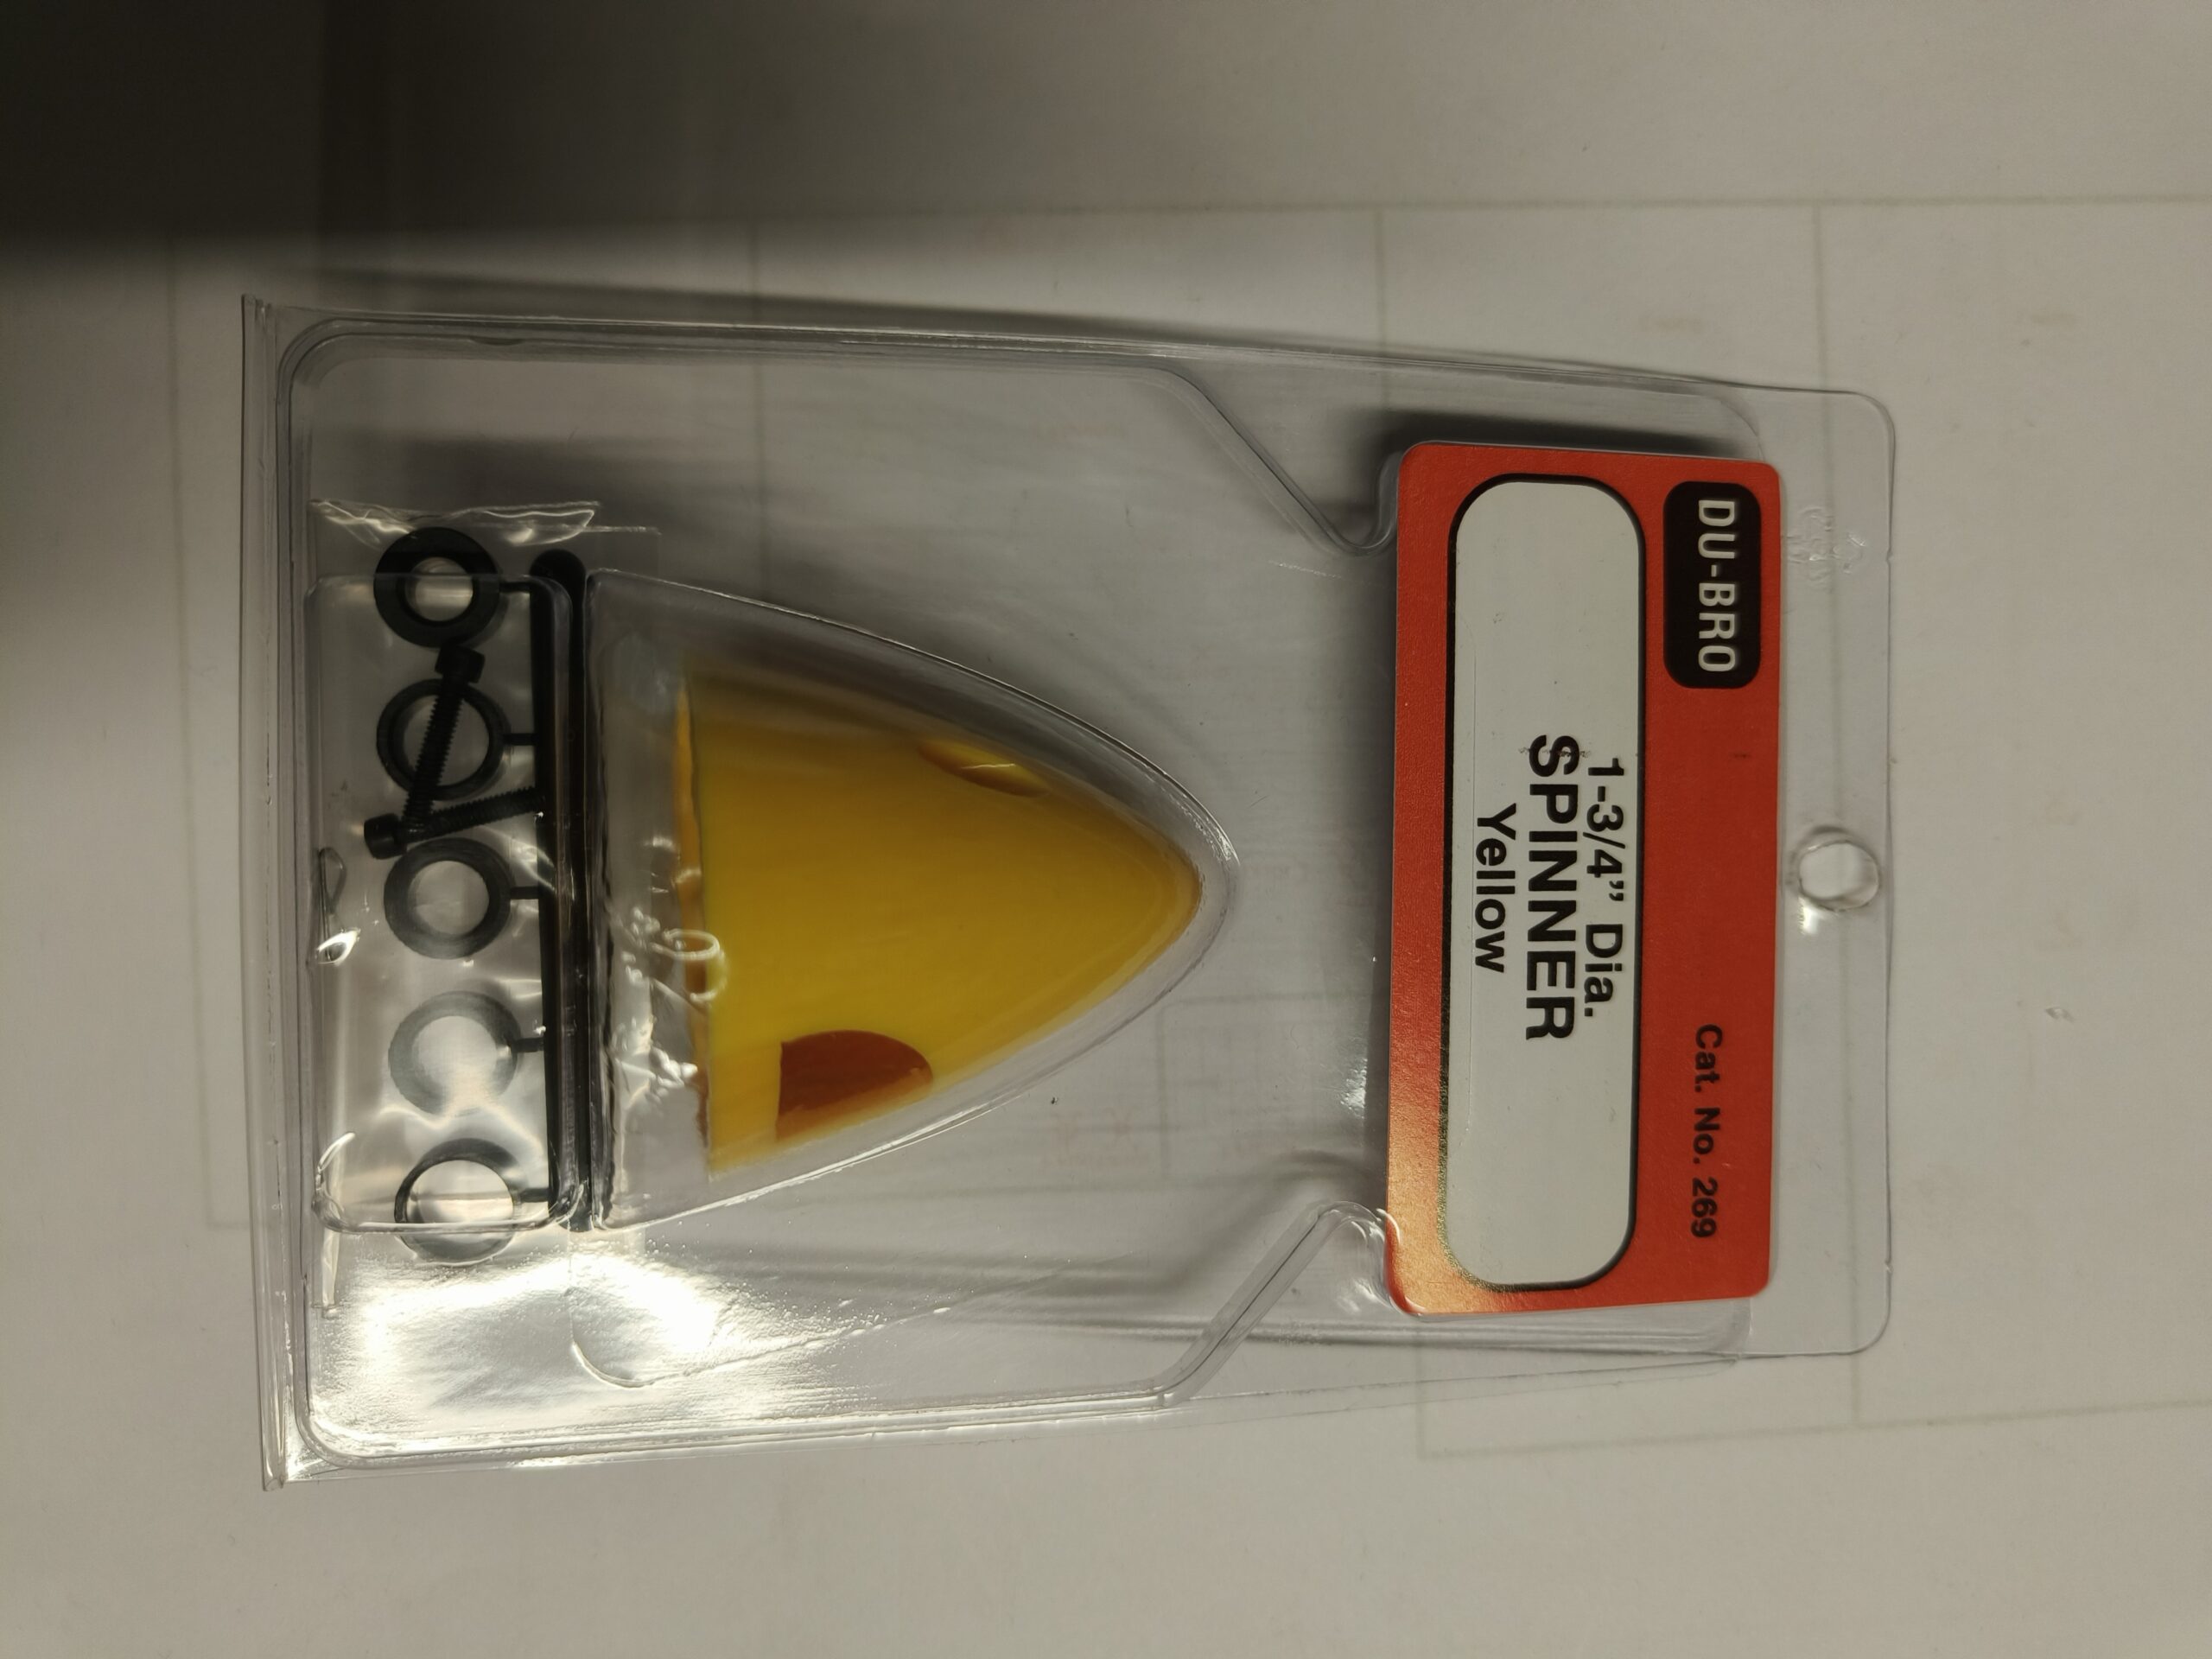 DU-BRO
Cat. No. 269
1-3/4” Dia.
SPINNER
Yellow